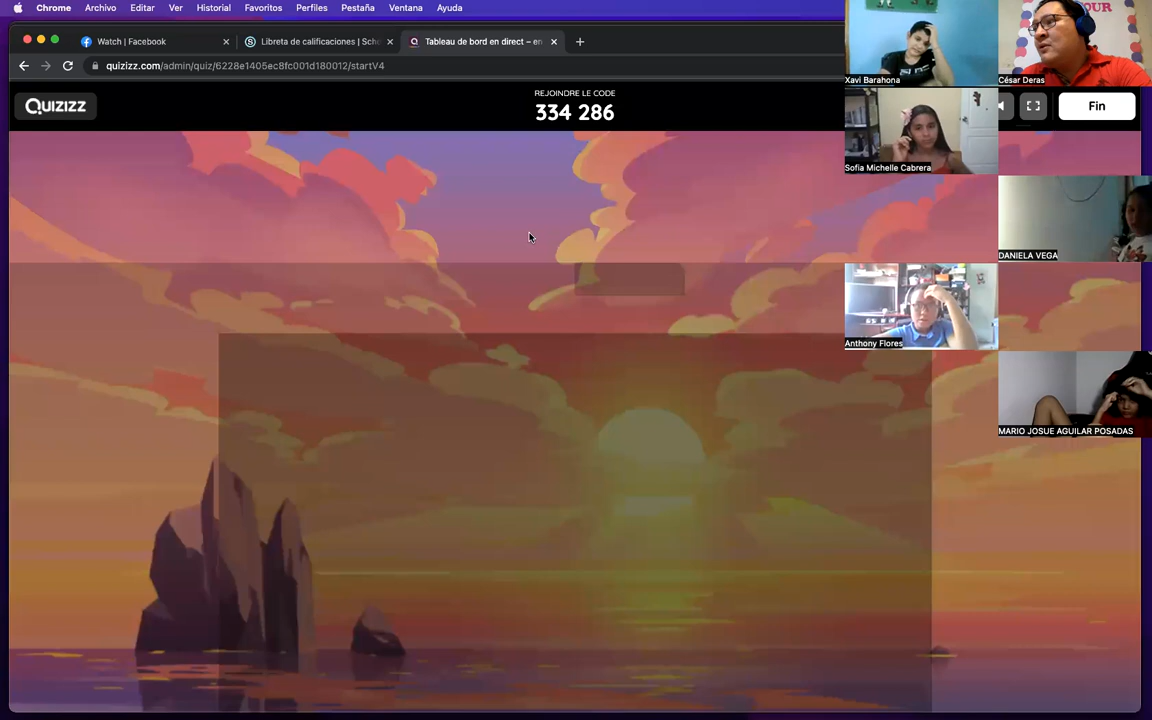 Chrome Archivo Editar Ver Historial Favoritos Perfiles Pestaña Ventana Ayuda
Watch | Facebook
Libreta de calificaciones | Scho
Tableau de bord en direct – en
quizizz.com/admin/quiz/6228e1405ec8fc001d180012/startV4
QUIZIZZ
REJOINDRE LE CODE
334 286
Fin
Xavi Barahona
César Deras
Sofia Michelle Cabrera
DANIELA VEGA
Anthony Flores
MARIO JOSUE AGUILAR POSADAS